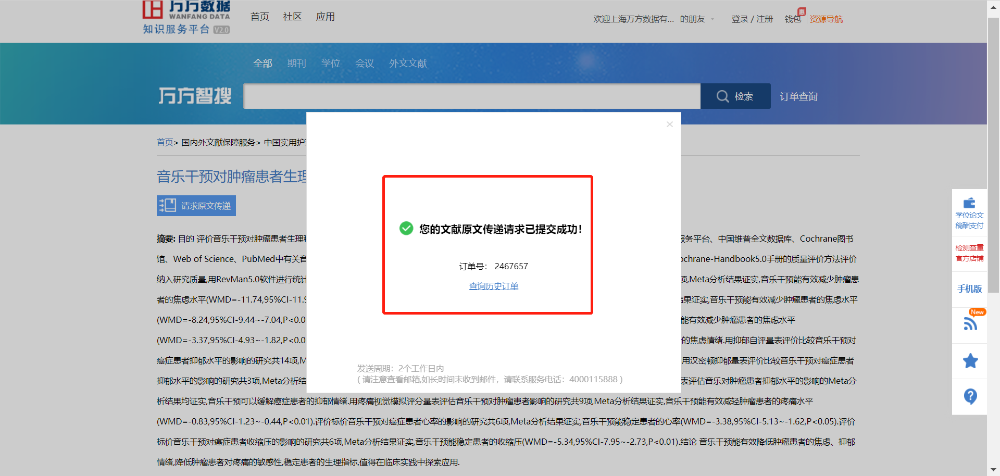 万方数据
WANFANG DATA
知识服务平台 V2.0
首页 社区 应用
欢迎上海万方数据有... 的朋友 登录 / 注册 钱包 惠 资源导航
全部 期刊 学位 会议 外文文献
万方智搜
检索
订单查询
首页> 国内外文献保障服务> 中国实用护
音乐干预对肿瘤患者生理
请求原文传递
您的文献原文传递请求已提交成功！
订单号： 2467657
查询历史订单
发送周期：2个工作日内
( 请注意查看邮箱,如长时间未收到邮件，请联系服务电话：4000115888 )
摘要: 目的 评价音乐干预对肿瘤患者生理 服务平台、中国维普全文数据库、Cochrane图书
馆、Web of Science、PubMed中有关音 ochrane-Handbook5.0手册的质量评价方法评价
纳入研究质量,用RevMan5.0软件进行统计 项,Meta分析结果证实,音乐干预能有效减少肿瘤患
者的焦虑水平(WMD=-11.74,95%CI-11.9 结果证实,音乐干预能有效减少肿瘤患者的焦虑水平
(WMD=-8.24,95%CI-9.44~-7.04,P<0.0 能有效减少肿瘤患者的焦虑水平
(WMD=-3.37,95%CI-4.93~-1.82,P<0.0 的焦虑情绪.用抑郁自评量表评价比较音乐干预对
癌症患者抑郁水平的影响的研究共14项,M 用汉密顿抑郁量表评价比较音乐干预对癌症患者
抑郁水平的影响的研究共3项,Meta分析结 表评估音乐对肿瘤患者抑郁水平的影响的Meta分
析结果均证实,音乐干预可以缓解癌症患者的抑郁情绪.用疼痛视觉模拟评分量表评估音乐干预对肿瘤患者影响的研究共9项,Meta分析结果证实,音乐干预能有效减轻肿瘤患者的疼痛水平
(WMD=-0.83,95%CI-1.23~-0.44,P<0.01).评价标价音乐干预对癌症患者心率的影响的研究共6项,Meta分析结果证实,音乐干预能稳定患者的心率(WMD=-3.38,95%CI-5.13~-1.62,P<0.05).评价
标价音乐干预对癌症患者收缩压的影响的研究共6项,Meta分析结果证实,音乐干预能稳定患者的收缩压(WMD=-5.34,95%CI-7.95~-2.73,P<0.01).结论 音乐干预能有效降低肿瘤患者的焦虑、抑郁
情绪,降低肿瘤患者对疼痛的敏感性,稳定患者的生理指标,值得在临床实践中探索应用.
学位论文
稿酬支付
检测查重
官方店铺
手机版
New